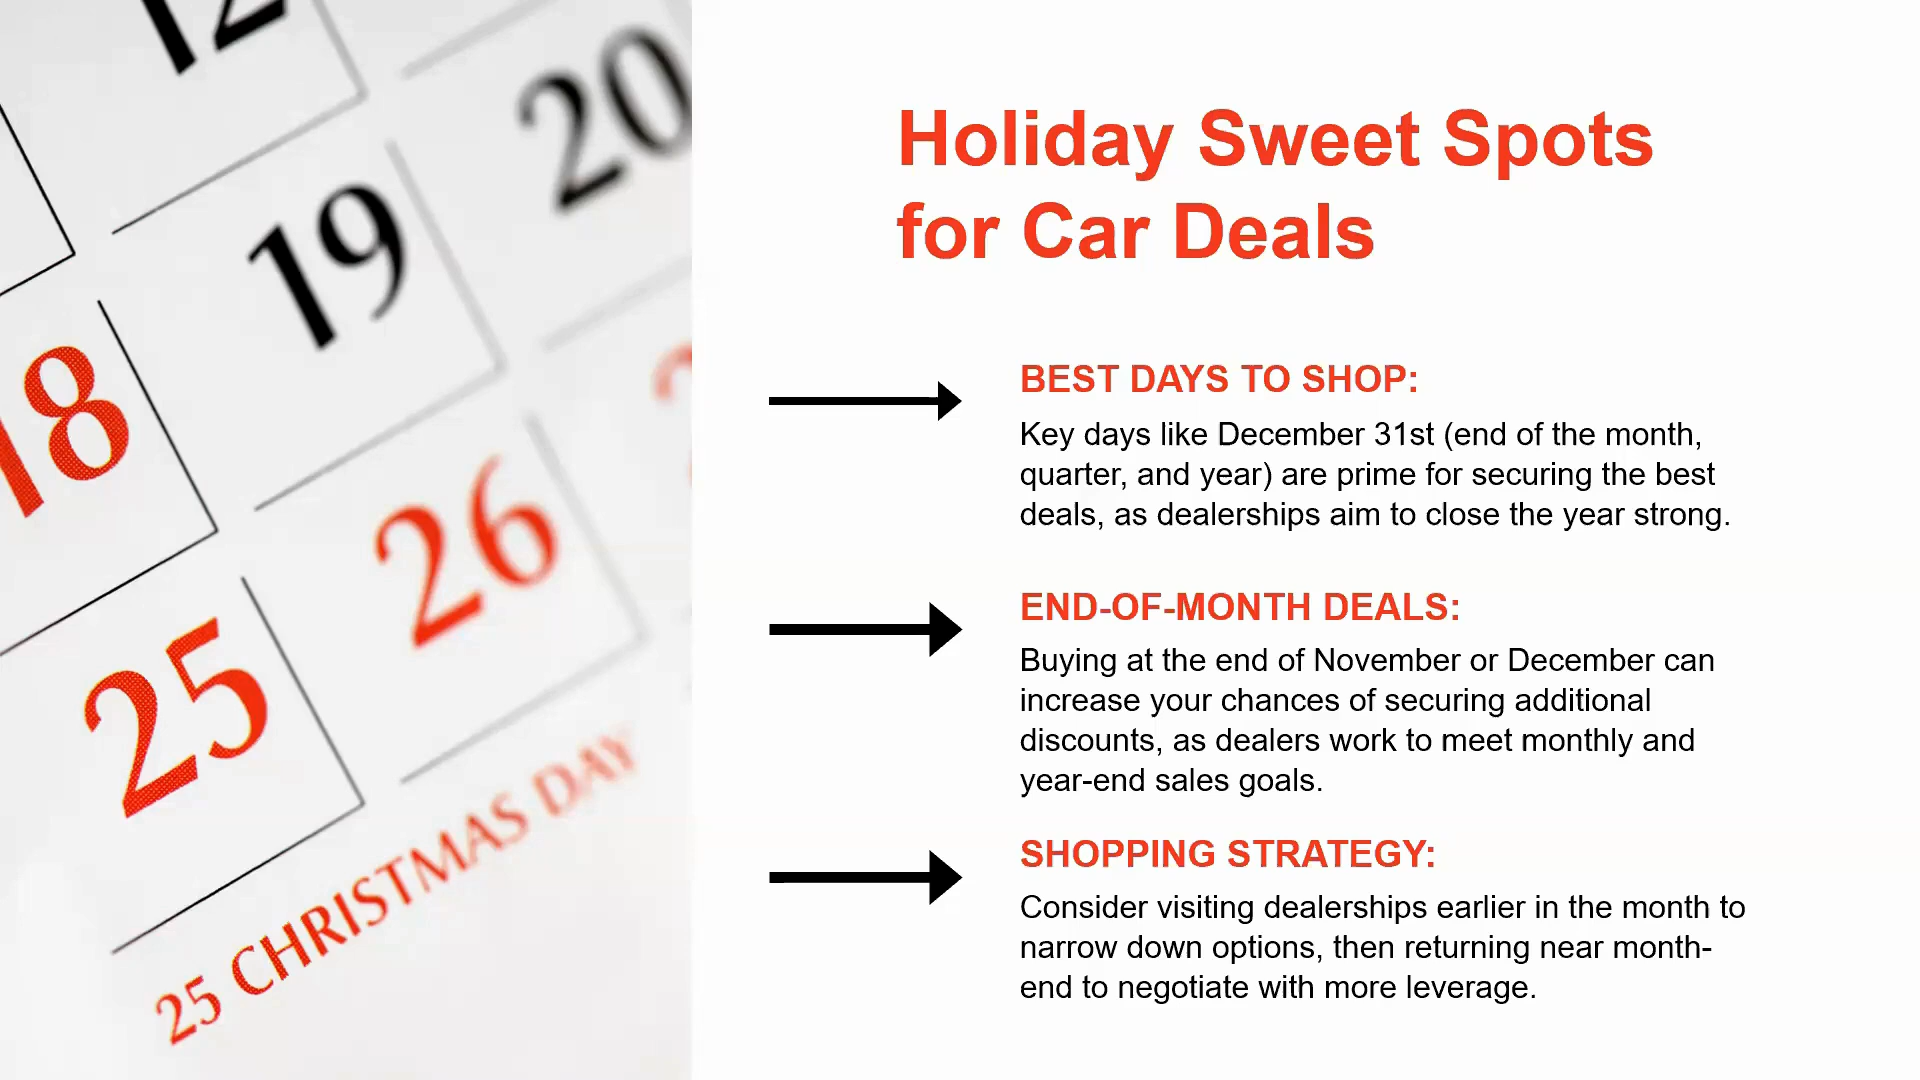 12
20
19
18
26
25
25 CHRISTMAS DAY
Holiday Sweet Spots
for Car Deals
BEST DAYS TO SHOP:
Key days like December 31st (end of the month,
quarter, and year) are prime for securing the best
deals, as dealerships aim to close the year strong.
END-OF-MONTH DEALS:
Buying at the end of November or December can
increase your chances of securing additional
discounts, as dealers work to meet monthly and
year-end sales goals.
SHOPPING STRATEGY:
Consider visiting dealerships earlier in the month to
narrow down options, then returning near month-
end to negotiate with more leverage.